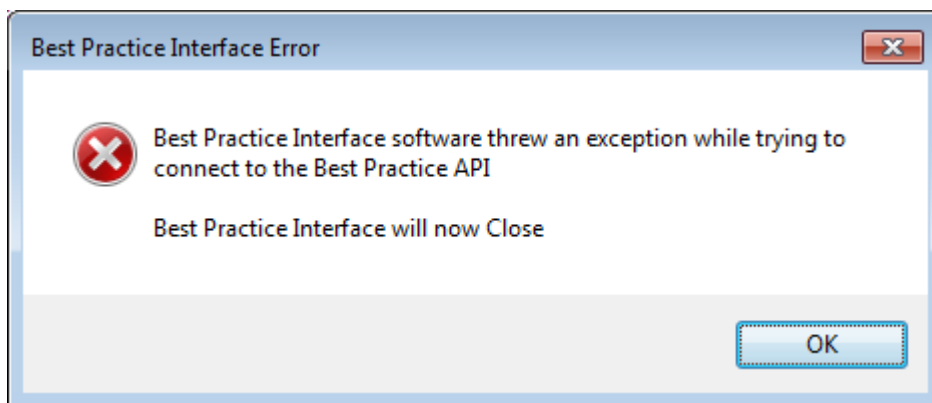 Best Practice Interface Error
Best Practice Interface software threw an exception while trying to
connect to the Best Practice API
Best Practice Interface will now Close
OK